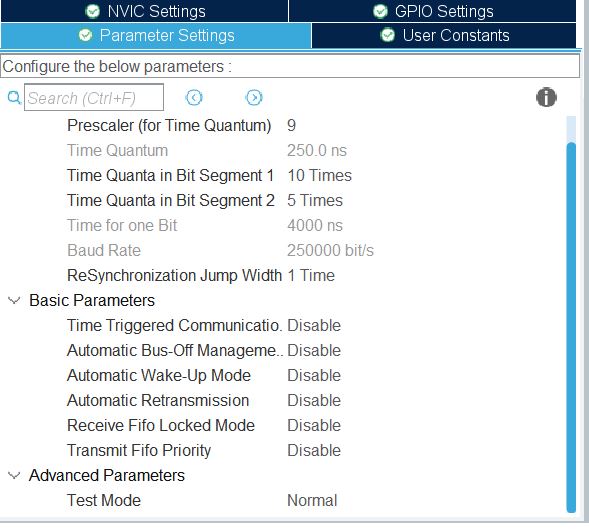 NVIC Settings
GPIO Settings
Parameter Settings
User Constants
Configure the below parameters :
Search (Ctrl+F)
Prescaler (for Time Quantum) 9
Time Quantum 250.0 ns
Time Quanta in Bit Segment 1 10 Times
Time Quanta in Bit Segment 2 5 Times
Time for one Bit 4000 ns
Baud Rate 250000 bit/s
ReSynchronization Jump Width 1 Time
Basic Parameters
Time Triggered Communicatio. Disable
Automatic Bus-Off Manageme.. Disable
Automatic Wake-Up Mode Disable
Automatic Retransmission Disable
Receive Fifo Locked Mode Disable
Transmit Fifo Priority Disable
Advanced Parameters
Test Mode Normal